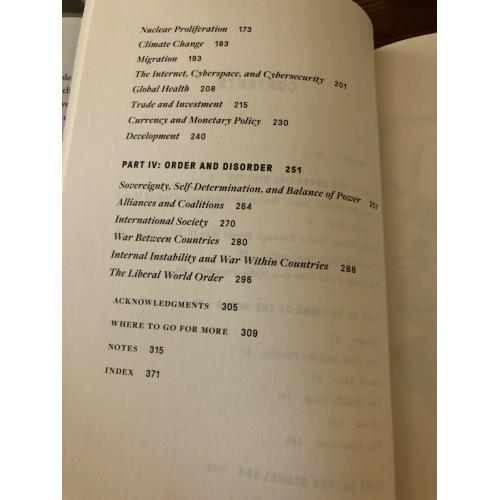 Nuclear Proliferation 173
Climate Change 183
Migration 193
The Internet, Cyberspace, and Cybersecurity 201
Global Health 208
Trade and Investment 215
Currency and Monetary Policy 230
Development 240
PART IV: ORDER AND DISORDER 251
Sovereignty, Self-Determination, and Balance of Power 257
Alliances and Coalitions 264
International Society 270
War Between Countries 280
Internal Instability and War Within Countries 288
The Liberal World Order 296
ACKNOWLEDGMENTS 305
WHERE TO GO FOR MORE 309
NOTES 315
INDEX 371